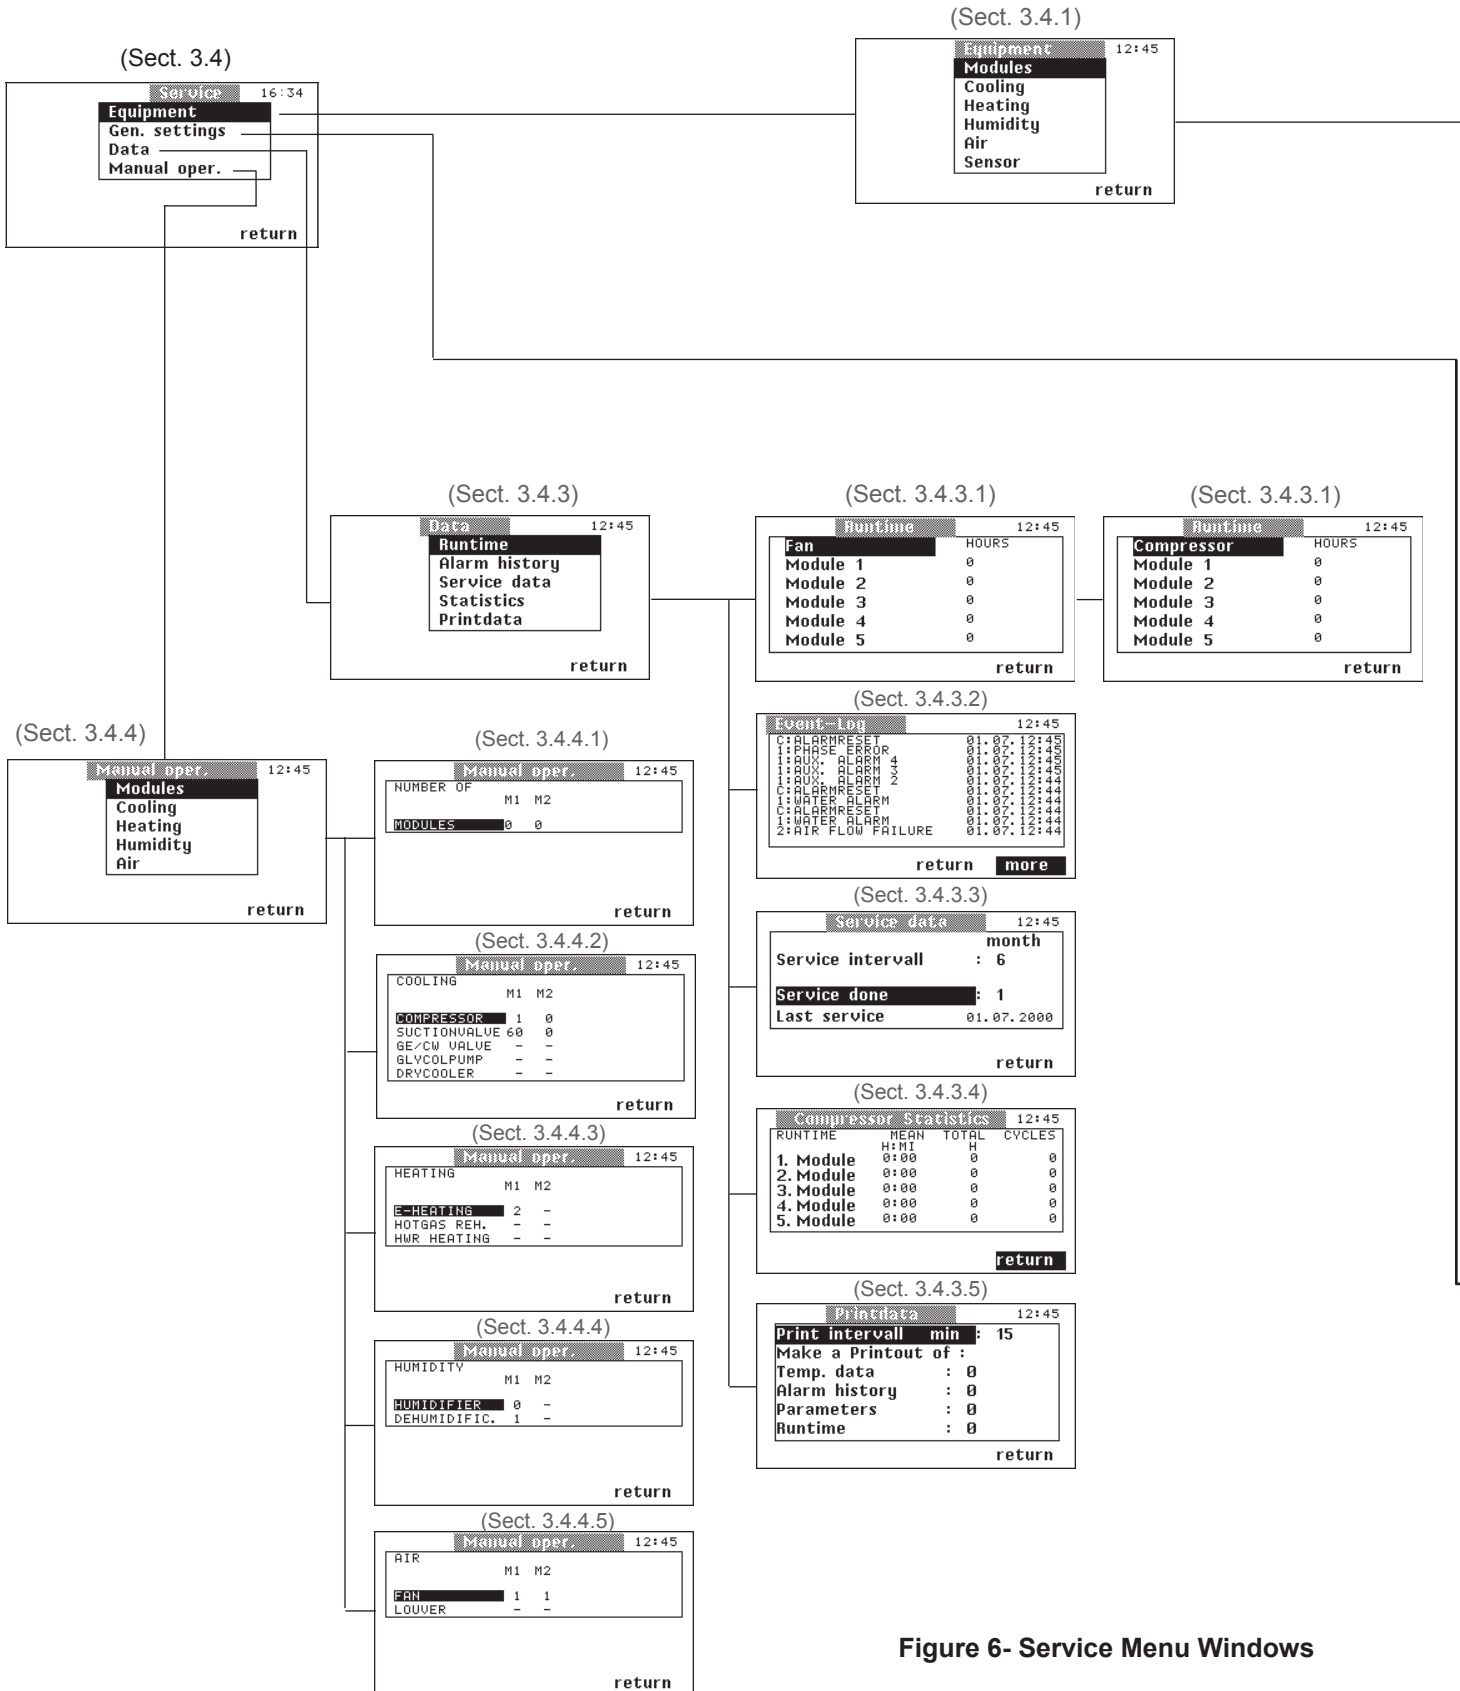 (Sect. 3.4.1)
Equipment 12:45
Modules
Cooling
Heating
Humidity
Air
Sensor
return
(Sect. 3.4)
Service 16:34
Equipment
Gen. settings
Data
Manual oper.
return
(Sect. 3.4.3)
Data 12:45
Runtime
Alarm history
Service data
Statistics
Printdata
return
(Sect. 3.4.3.1)
Runtime 12:45
Fan HOURS
Module 1 0
Module 2 0
Module 3 0
Module 4 0
Module 5 0
return
(Sect. 3.4.3.1)
Runtime 12:45
Compressor HOURS
Module 1 0
Module 2 0
Module 3 0
Module 4 0
Module 5 0
return
(Sect. 3.4.3.2)
Event-log 12:45
C:ALARMRESET 01.07.12:45
1:PHASE ERROR 01.07.12:45
1:AUX. ALARM 4 01.07.12:45
1:AUX. ALARM 3 01.07.12:45
1:AUX. ALARM 2 01.07.12:44
C:ALARMRESET 01.07.12:44
1:WATER ALARM 01.07.12:44
C:ALARMRESET 01.07.12:44
1:WATER ALARM 01.07.12:44
2:AIR FLOW FAILURE 01.07.12:44
return more
(Sect. 3.4.3.3)
Service data 12:45
month
Service intervall : 6
Service done : 1
Last service 01.07.2000
return
(Sect. 3.4.3.4)
Compressor Statistics 12:45
RUNTIME MEAN TOTAL CYCLES
H:MI H
1. Module 0:00 0 0
2. Module 0:00 0 0
3. Module 0:00 0 0
4. Module 0:00 0 0
5. Module 0:00 0 0
return
(Sect. 3.4.3.5)
Printdata 12:45
Print intervall min : 15
Make a Printout of :
Temp. data : 0
Alarm history : 0
Parameters : 0
Runtime : 0
return
(Sect. 3.4.4)
Manual oper. 12:45
Modules
Cooling
Heating
Humidity
Air
return
(Sect. 3.4.4.1)
Manual oper. 12:45
NUMBER OF
M1 M2
MODULES 0 0
return
(Sect. 3.4.4.2)
Manual oper. 12:45
COOLING
M1 M2
COMPRESSOR 1 0
SUCTIONVALVE 60 0
GE/CW VALVE - -
GLYCOLPUMP - -
DRYCOOLER - -
return
(Sect. 3.4.4.3)
Manual oper. 12:45
HEATING
M1 M2
E-HEATING 2 -
HOTGAS REH. - -
HWR HEATING - -
return
(Sect. 3.4.4.4)
Manual oper. 12:45
HUMIDITY
M1 M2
HUMIDIFIER 0 -
DEHUMIDIFIC. 1 -
return
(Sect. 3.4.4.5)
Manual oper. 12:45
AIR
M1 M2
FAN 1 1
LOUVER - -
return
Figure 6- Service Menu Windows